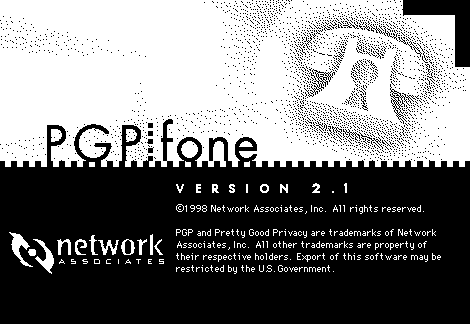 PGPfone
VERSION 2.1
©1998 Network Associates, Inc. All rights reserved.
PGP and Pretty Good Privacy are trademarks of Network
Associates, Inc. All other trademarks are property of
their respective holders. Export of this software may be
restricted by the U.S. Government.
network
ASSOCIATES